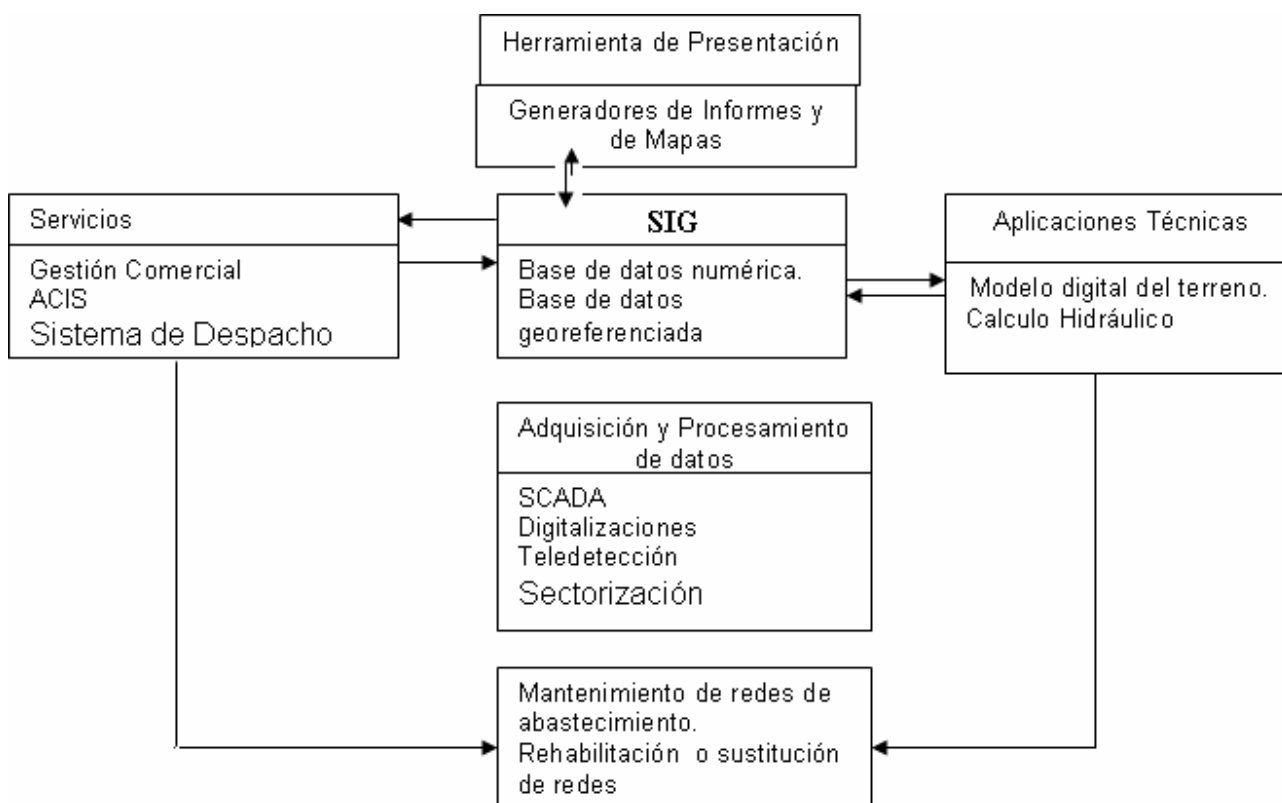 Herramienta de Presentación
Generadores de Informes y
de Mapas
Servicios
Gestión Comercial
ACIS
Sistema de Despacho
SIG
Base de datos numérica.
Base de datos
georeferenciada
Aplicaciones Técnicas
Modelo digital del terreno.
Calculo Hidráulico
Adquisición y Procesamiento
de datos
SCADA
Digitalizaciones
Teledetección
Sectorización
Mantenimiento de redes de
abastecimiento.
Rehabilitación o sustitución
de redes